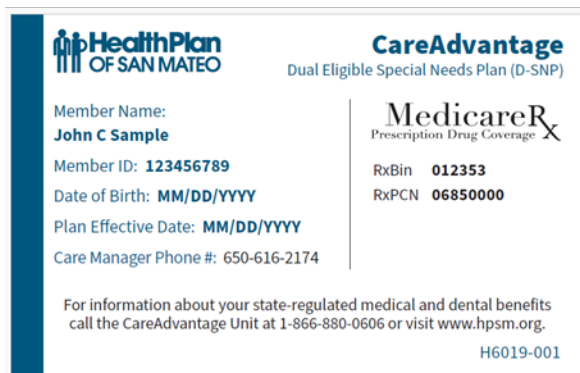 HealthPlan
OF SAN MATEO
CareAdvantage
Dual Eligible Special Needs Plan (D-SNP)
Member Name:
John C Sample
Member ID: 123456789
Date of Birth: MM/DD/YYYY
Plan Effective Date: MM/DD/YYYY
Care Manager Phone #: 650-616-2174
MedicareRx
Prescription Drug Coverage
RxBin 012353
RxPCN 06850000
For information about your state-regulated medical and dental benefits
call the CareAdvantage Unit at 1-866-880-0606 or visit www.hpsm.org.
H6019-001